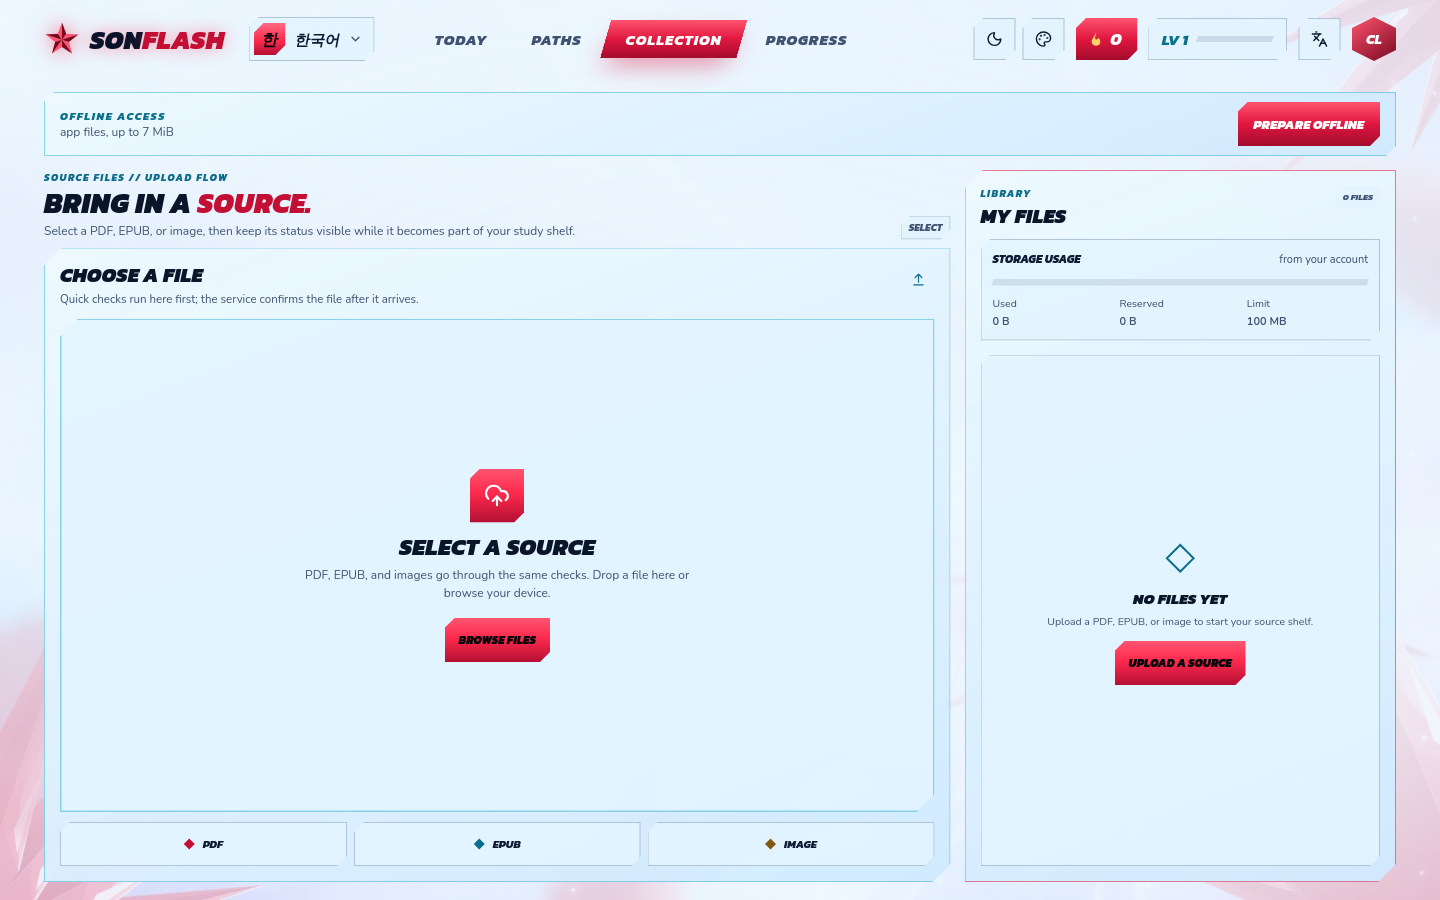 SONFLASH
한 한국어
TODAY
PATHS
COLLECTION
PROGRESS
0
LV 1
CL
OFFLINE ACCESS
app files, up to 7 MiB
PREPARE OFFLINE
SOURCE FILES // UPLOAD FLOW
BRING IN A SOURCE.
Select a PDF, EPUB, or image, then keep its status visible while it becomes part of your study shelf.
SELECT
CHOOSE A FILE
Quick checks run here first; the service confirms the file after it arrives.
SELECT A SOURCE
PDF, EPUB, and images go through the same checks. Drop a file here or
browse your device.
BROWSE FILES
PDF
EPUB
IMAGE
LIBRARY
MY FILES
0 FILES
STORAGE USAGE
from your account
Used
Reserved
Limit
0 B
0 B
100 MB
NO FILES YET
Upload a PDF, EPUB, or image to start your source shelf.
UPLOAD A SOURCE